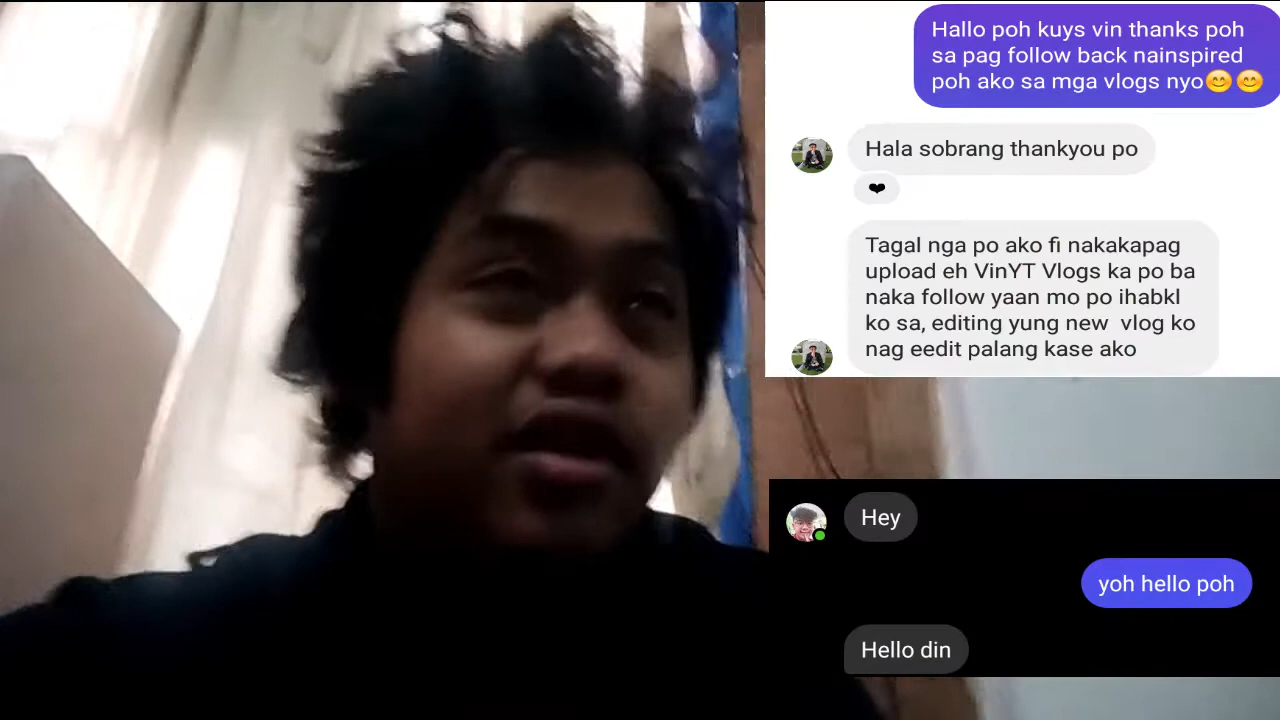 Hallo poh kuys vin thanks poh
sa pag follow back nainspired
poh ako sa mga vlogs nyo😊😊
Hala sobrang thankyou po
❤
Tagal nga po ako fi nakakapag
upload eh VinYT Vlogs ka po ba
naka follow yaan mo po ihabkl
ko sa, editing yung new  vlog ko
nag eedit palang kase ako
Hey
yoh hello poh
Hello din